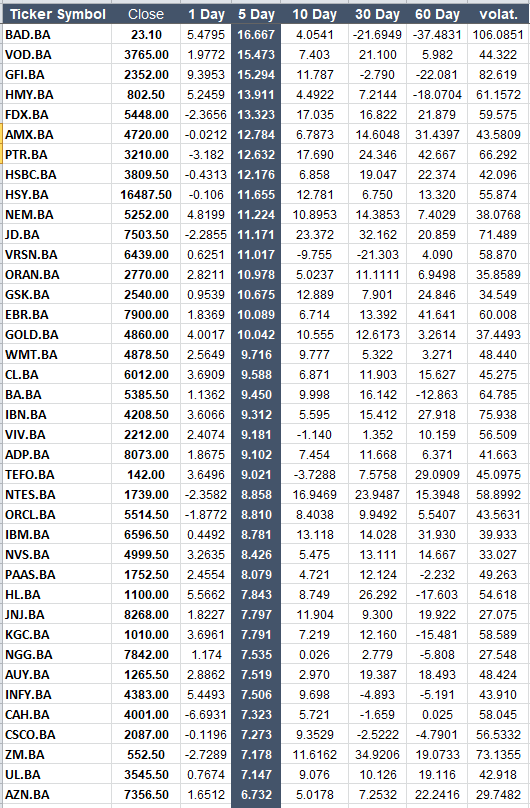 Ticker Symbol Close 1 Day 5 Day 10 Day 30 Day 60 Day volat.
BAD.BA 23.10 5.4795 16.667 4.0541 -21.6949 -37.4831 106.0851
VOD.BA 3765.00 1.9772 15.473 7.403 21.100 5.982 44.322
GFI.BA 2352.00 9.3953 15.294 11.787 -2.790 -22.081 82.619
HMY.BA 802.50 5.2459 13.911 4.4922 7.2144 -18.0704 61.1572
FDX.BA 5448.00 -2.3656 13.323 17.035 16.822 21.879 59.575
AMX.BA 4720.00 -0.0212 12.784 6.7873 14.6048 31.4397 43.5809
PTR.BA 3210.00 -3.182 12.632 17.690 24.346 42.667 66.292
HSBC.BA 3809.50 -0.4313 12.176 6.858 19.047 22.374 42.096
HSY.BA 16487.50 -0.106 11.655 12.781 6.750 13.320 55.874
NEM.BA 5252.00 4.8199 11.224 10.8953 14.3853 7.4029 38.0768
JD.BA 7503.50 -2.2855 11.171 23.372 32.162 20.859 71.489
VRSN.BA 6439.00 0.6251 11.017 -9.755 -21.303 4.090 58.870
ORAN.BA 2770.00 2.8211 10.978 5.0237 11.1111 6.9498 35.8589
GSK.BA 2540.00 0.9539 10.675 12.889 7.901 24.846 34.549
EBR.BA 7900.00 1.8369 10.089 6.714 13.392 41.641 60.008
GOLD.BA 4860.00 4.0017 10.042 10.555 12.6173 3.2614 37.4493
WMT.BA 4878.50 2.5649 9.716 9.777 5.322 3.271 48.440
CL.BA 6012.00 3.6909 9.588 6.871 11.903 15.627 45.275
BA.BA 5385.50 1.1362 9.450 9.998 16.142 -12.863 64.785
IBN.BA 4208.50 3.6066 9.312 5.595 15.412 27.918 75.938
VIV.BA 2212.00 2.4074 9.181 -1.140 1.352 10.159 56.509
ADP.BA 8073.00 1.8675 9.102 7.454 11.668 6.371 41.663
TEFO.BA 142.00 3.6496 9.021 -3.7288 7.5758 29.0909 45.0975
NTES.BA 1739.00 -2.3582 8.858 16.9469 23.9487 15.3948 58.8992
ORCL.BA 5514.50 -1.8772 8.810 8.4038 9.9492 5.5407 43.5631
IBM.BA 6596.50 0.4492 8.781 13.118 14.028 31.930 39.933
NVS.BA 4999.50 3.2635 8.426 5.475 13.111 14.667 33.027
PAAS.BA 1752.50 2.4554 8.079 4.721 12.124 -2.232 49.263
HL.BA 1100.00 5.5662 7.843 8.749 26.292 -17.603 54.618
JNJ.BA 8268.00 1.8227 7.797 11.904 9.300 19.922 27.075
KGC.BA 1010.00 3.6961 7.791 7.219 12.160 -15.481 58.589
NGG.BA 7842.00 1.174 7.535 0.026 2.779 -5.808 27.548
AUY.BA 1265.50 2.8862 7.519 2.970 19.387 18.493 48.424
INFY.BA 4383.00 5.4493 7.506 9.698 -4.893 -5.191 43.910
CAH.BA 4001.00 -6.6931 7.323 5.721 -1.659 0.025 58.045
CSCO.BA 2087.00 -0.1196 7.273 9.3529 -2.5222 -4.7901 56.5332
ZM.BA 552.50 -2.7289 7.178 11.6162 34.9206 19.0733 73.1355
UL.BA 3545.50 0.7674 7.147 9.076 10.126 19.116 42.918
AZN.BA 7356.50 1.6512 6.732 5.0178 7.2532 22.2416 29.7482